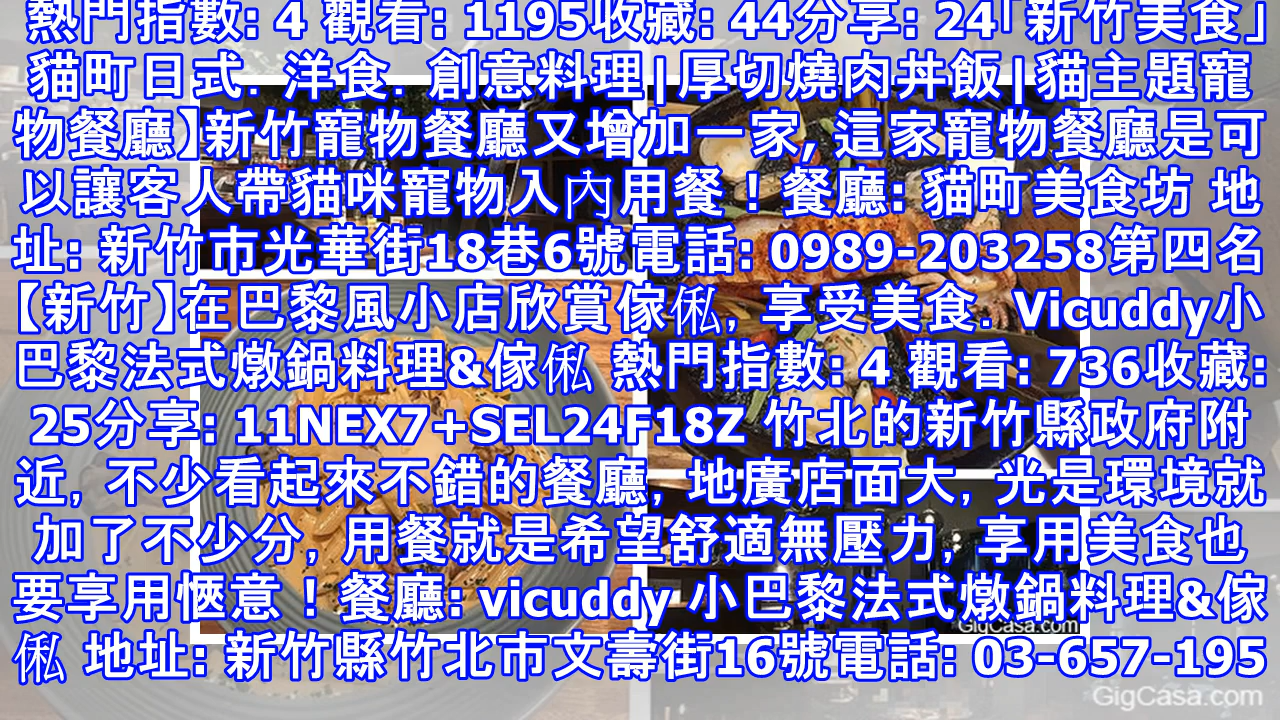 熱門指數: 4 觀看: 1195收藏: 44分享: 24「新竹美食」
貓町日式. 洋食. 創意料理|厚切燒肉丼飯|貓主題寵
物餐廳】新竹寵物餐廳又增加一家, 這家寵物餐廳是可
以讓客人帶貓咪寵物入內用餐！餐廳: 貓町美食坊 地
址: 新竹市光華街18巷6號電話: 0989-203258第四名
【新竹】在巴黎風小店欣賞傢俬, 享受美食. Vicuddy小
巴黎法式燉鍋料理&傢俬 熱門指數: 4 觀看: 736收藏:
25分享: 11NEX7+SEL24F18Z 竹北的新竹縣政府附
近, 不少看起來不錯的餐廳, 地廣店面大, 光是環境就
加了不少分, 用餐就是希望舒適無壓力, 享用美食也
要享用愜意！餐廳: vicuddy 小巴黎法式燉鍋料理&傢
俬 地址: 新竹縣竹北市文壽街16號電話: 03-657-195
GigCasa.com
GigCasa.com